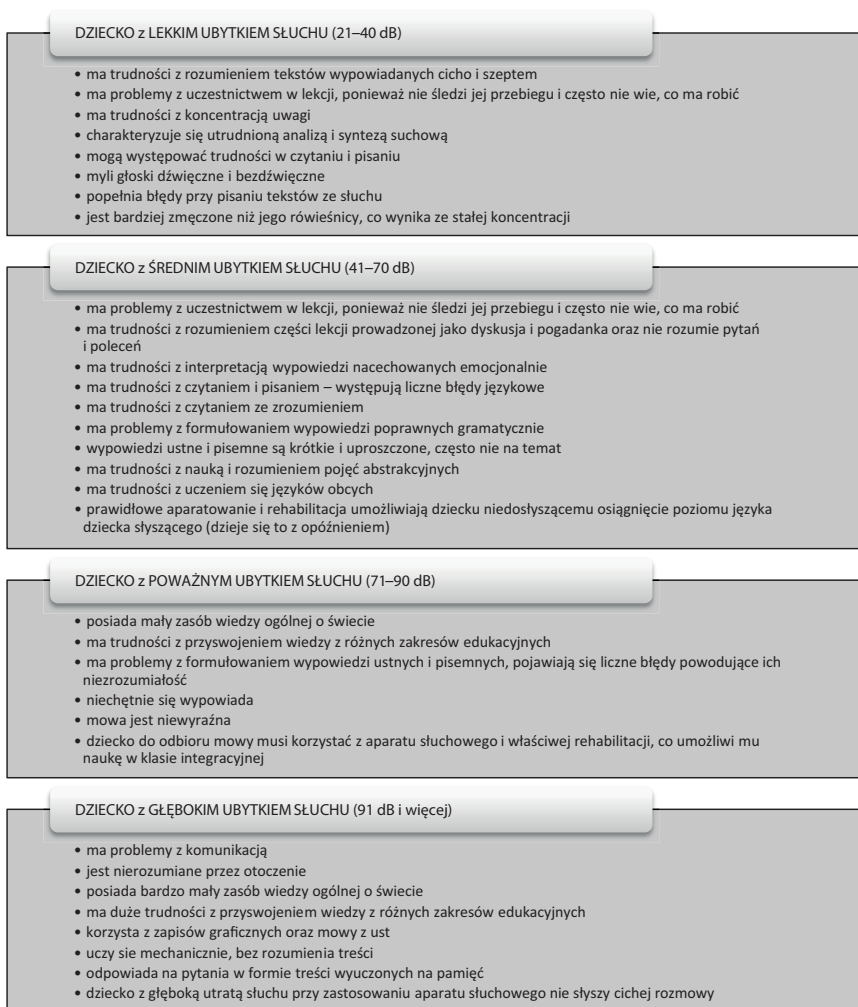 DZIECKO z LEKKIM UBYTKIEM SŁUCHU (21–40 dB)
• ma trudności z rozumieniem tekstów wypowiadanych cicho i szeptem
• ma problemy z uczestnictwem w lekcji, ponieważ nie śledzi jej przebiegu i często nie wie, co ma robić
• ma trudności z koncentracją uwagi
• charakteryzuje się utrudnioną analizą i syntezą suchową
• mogą występować trudności w czytaniu i pisaniu
• myli głoski dźwięczne i bezdźwięczne
• popełnia błędy przy pisaniu tekstów ze słuchu
• jest bardziej zmęczone niż jego rówieśnicy, co wynika ze stałej koncentracji
DZIECKO z ŚREDNIM UBYTKIEM SŁUCHU (41–70 dB)
• ma problemy z uczestnictwem w lekcji, ponieważ nie śledzi jej przebiegu i często nie wie, co ma robić
• ma trudności z rozumieniem części lekcji prowadzonej jako dyskusja i pogadanka oraz nie rozumie pytań
i poleceń
• ma trudności z interpretacją wypowiedzi nacechowanych emocjonalnie
• ma trudności z czytaniem i pisaniem – występują liczne błędy językowe
• ma trudności z czytaniem ze zrozumieniem
• ma problemy z formułowaniem wypowiedzi poprawnych gramatycznie
• wypowiedzi ustne i pisemne są krótkie i uproszczone, często nie na temat
• ma trudności z nauką i rozumieniem pojęć abstrakcyjnych
• ma trudności z uczeniem się języków obcych
• prawidłowe aparatowanie i rehabilitacja umożliwiają dziecku niedosłyszącemu osiągnięcie poziomu języka
dziecka słyszącego (dzieje się to z opóźnieniem)
DZIECKO z POWAŻNYM UBYTKIEM SŁUCHU (71–90 dB)
• posiada mały zasób wiedzy ogólnej o świecie
• ma trudności z przyswojeniem wiedzy z różnych zakresów edukacyjnych
• ma problemy z formułowaniem wypowiedzi ustnych i pisemnych, pojawiają się liczne błędy powodujące ich
niezrozumiałość
• niechętnie się wypowiada
• mowa jest niewyraźna
• dziecko do odbioru mowy musi korzystać z aparatu słuchowego i właściwej rehabilitacji, co umożliwi mu
naukę w klasie integracyjnej
DZIECKO z GŁĘBOKIM UBYTKIEM SŁUCHU (91 dB i więcej)
• ma problemy z komunikacją
• jest nierozumiane przez otoczenie
• posiada bardzo mały zasób wiedzy ogólnej o świecie
• ma duże trudności z przyswojeniem wiedzy z różnych zakresów edukacyjnych
• korzysta z zapisów graficznych oraz mowy z ust
• uczy sie mechanicznie, bez rozumienia treści
• odpowiada na pytania w formie treści wyuczonych na pamięć
• dziecko z głęboką utratą słuchu przy zastosowaniu aparatu słuchowego nie słyszy cichej rozmowy